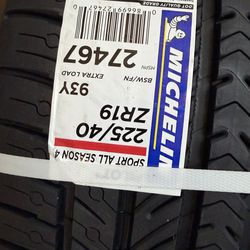 DOT QUALITY GRADE
MICHELIN
MSPN
27467
BSW/FN
EXTRA LOAD
93Y
225/40
ZR19
SPORT ALL SEASON 4